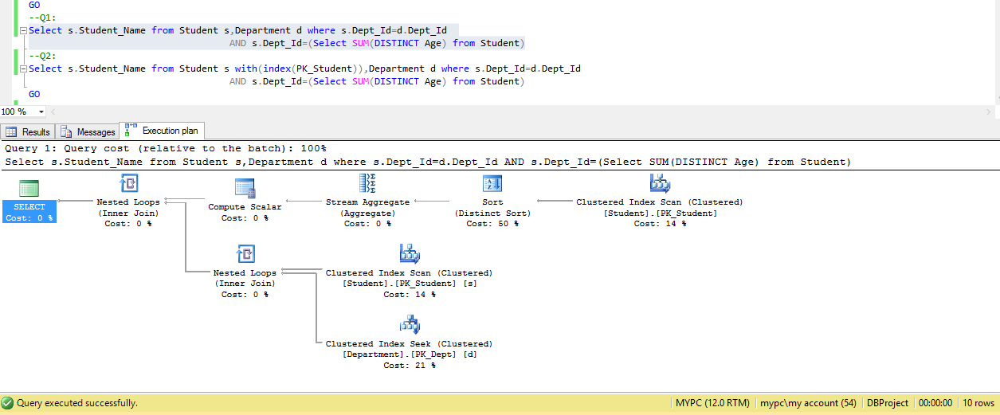 GO
--Q1:
Select s.Student_Name from Student s,Department d where s.Dept_Id=d.Dept_Id
AND s.Dept_Id=(Select SUM(DISTINCT Age) from Student)
--Q2:
Select s.Student_Name from Student s with(index(PK_Student)),Department d where s.Dept_Id=d.Dept_Id
AND s.Dept_Id=(Select SUM(DISTINCT Age) from Student)
GO
100 %
Results Messages Execution plan
Query 1: Query cost (relative to the batch): 100%
Select s.Student_Name from Student s,Department d where s.Dept_Id=d.Dept_Id AND s.Dept_Id=(Select SUM(DISTINCT Age) from Student)
SELECT
Cost: 0 %
Nested Loops
(Inner Join)
Cost: 0 %
Compute Scalar
Cost: 0 %
Stream Aggregate
(Aggregate)
Cost: 0 %
Sort
(Distinct Sort)
Cost: 50 %
Clustered Index Scan (Clustered)
[Student].[PK_Student]
Cost: 14 %
Nested Loops
(Inner Join)
Cost: 0 %
Clustered Index Scan (Clustered)
[Student].[PK_Student] [s]
Cost: 14 %
Clustered Index Seek (Clustered)
[Department].[PK_Dept] [d]
Cost: 21 %
Query executed successfully. MYPC (12.0 RTM) mypc\my account (54) DBProject 00:00:00 10 rows